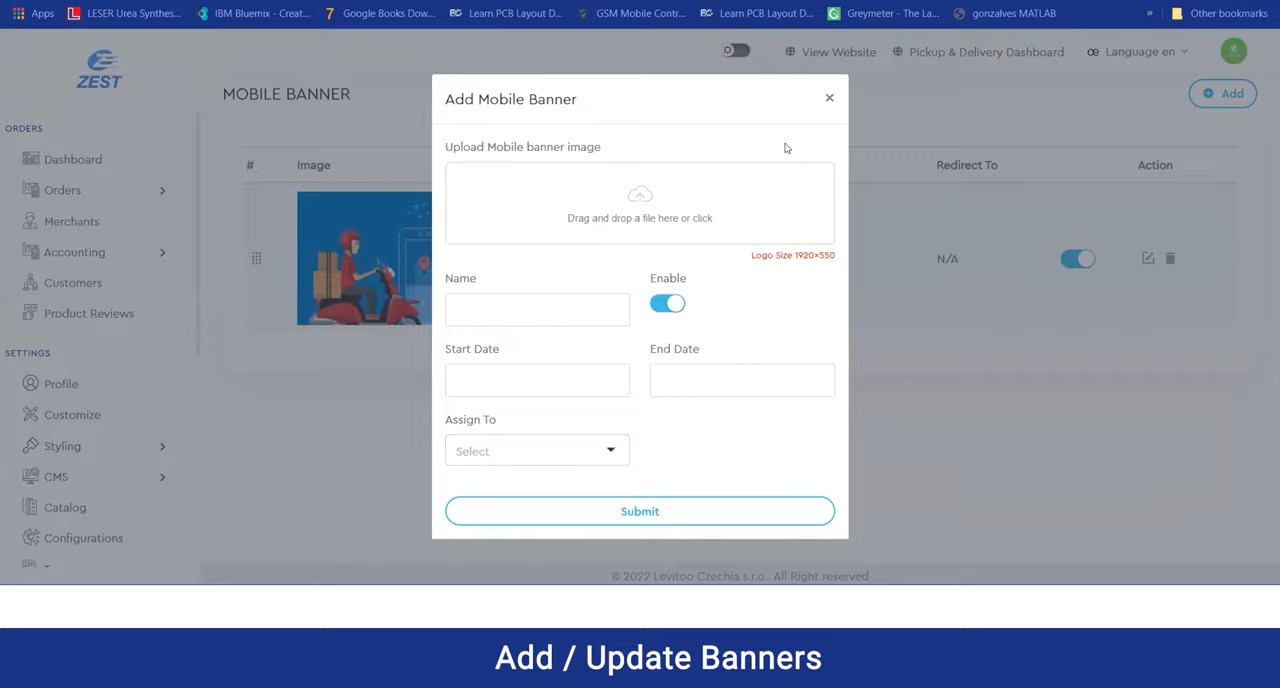 Apps LESER Urea Synthes... IBM Bluemix - Creat... Google Books Dow... Learn PCB Layout D... GSM Mobile Contr... Learn PCB Layout D... Greymeter - The La... gonzalves MATLAB » Other bookmarks
ZEST
View Website Pickup & Delivery Dashboard Language en
MOBILE BANNER
Add
ORDERS
Dashboard
Orders
Merchants
Accounting
Customers
Product Reviews
SETTINGS
Profile
Customize
Styling
CMS
Catalog
Configurations
# Image Redirect To Action
N/A
Add Mobile Banner ×
Upload Mobile banner image
Drag and drop a file here or click
Logo Size 1920×550
Name Enable
Start Date End Date
Assign To
Select
Submit
© 2022 Levitoo Czechia s.r.o.. All Right reserved
Add / Update Banners